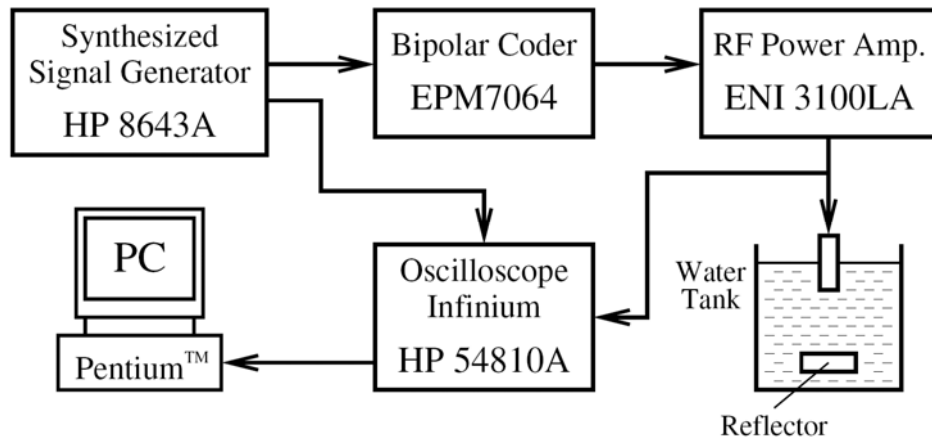 Synthesized
Signal Generator
HP 8643A
Bipolar Coder
EPM7064
RF Power Amp.
ENI 3100LA
PC
Pentium™
Oscilloscope
Infinium
HP 54810A
Water
Tank
Reflector